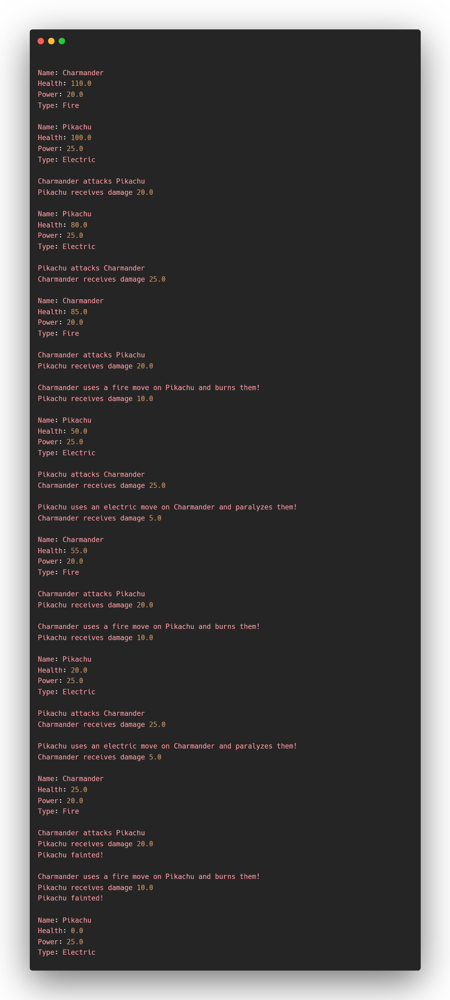 Name: Charmander
Health: 110.0
Power: 20.0
Type: Fire

Name: Pikachu
Health: 100.0
Power: 25.0
Type: Electric

Charmander attacks Pikachu
Pikachu receives damage 20.0

Name: Pikachu
Health: 80.0
Power: 25.0
Type: Electric

Pikachu attacks Charmander
Charmander receives damage 25.0

Name: Charmander
Health: 85.0
Power: 20.0
Type: Fire

Charmander attacks Pikachu
Pikachu receives damage 20.0

Charmander uses a fire move on Pikachu and burns them!
Pikachu receives damage 10.0

Name: Pikachu
Health: 50.0
Power: 25.0
Type: Electric

Pikachu attacks Charmander
Charmander receives damage 25.0

Pikachu uses an electric move on Charmander and paralyzes them!
Charmander receives damage 5.0

Name: Charmander
Health: 55.0
Power: 20.0
Type: Fire

Charmander attacks Pikachu
Pikachu receives damage 20.0

Charmander uses a fire move on Pikachu and burns them!
Pikachu receives damage 10.0

Name: Pikachu
Health: 20.0
Power: 25.0
Type: Electric

Pikachu attacks Charmander
Charmander receives damage 25.0

Pikachu uses an electric move on Charmander and paralyzes them!
Charmander receives damage 5.0

Name: Charmander
Health: 25.0
Power: 20.0
Type: Fire

Charmander attacks Pikachu
Pikachu receives damage 20.0
Pikachu fainted!

Charmander uses a fire move on Pikachu and burns them!
Pikachu receives damage 10.0
Pikachu fainted!

Name: Pikachu
Health: 0.0
Power: 25.0
Type: Electric